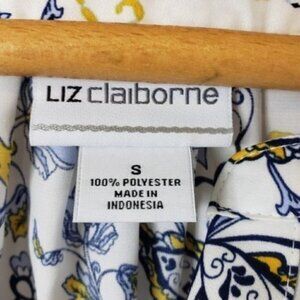 LIZ claiborne
S
100% POLYESTER
MADE IN
INDONESIA